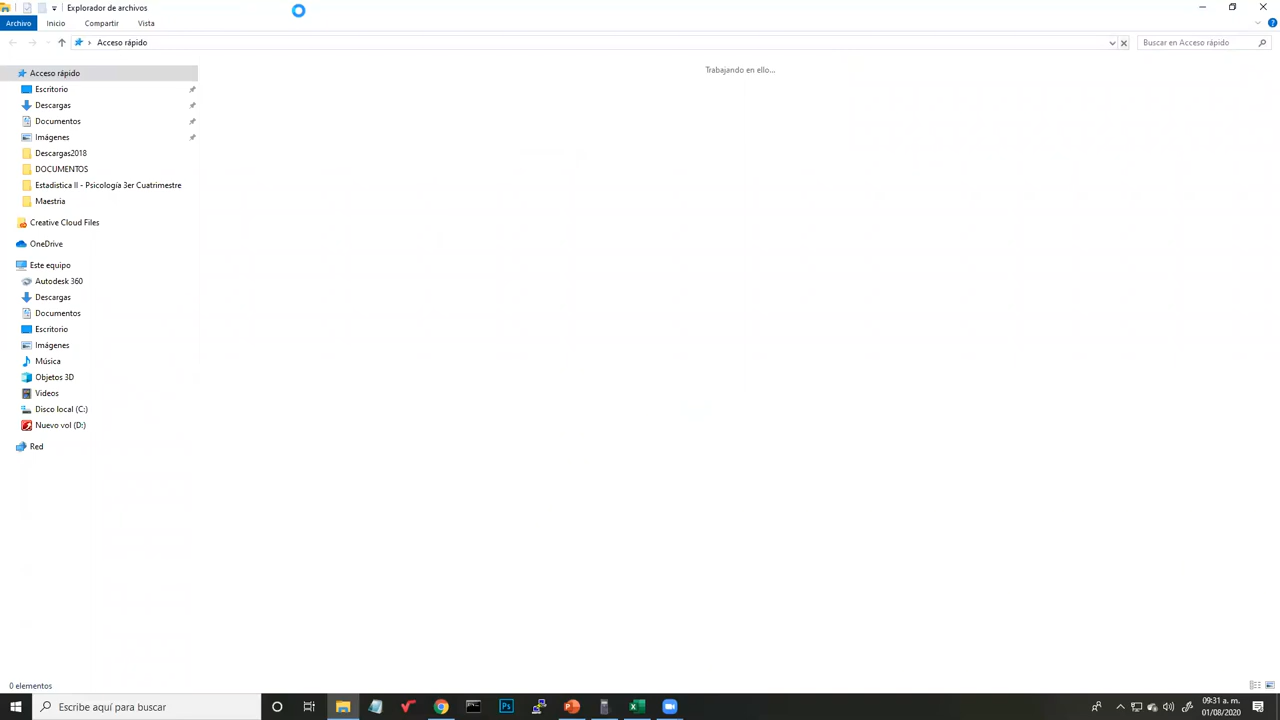 Explorador de archivos
Archivo Inicio Compartir Vista
Acceso rápido
Buscar en Acceso rápido
Trabajando en ello...
Acceso rápido
Escritorio
Descargas
Documentos
Imágenes
Descargas2018
DOCUMENTOS
Estadistica II - Psicología 3er Cuatrimestre
Maestria
Creative Cloud Files
OneDrive
Este equipo
Autodesk 360
Descargas
Documentos
Escritorio
Imágenes
Música
Objetos 3D
Videos
Disco local (C:)
Nuevo vol (D:)
Red
0 elementos
Escribe aquí para buscar
09:31 a. m.
01/08/2020